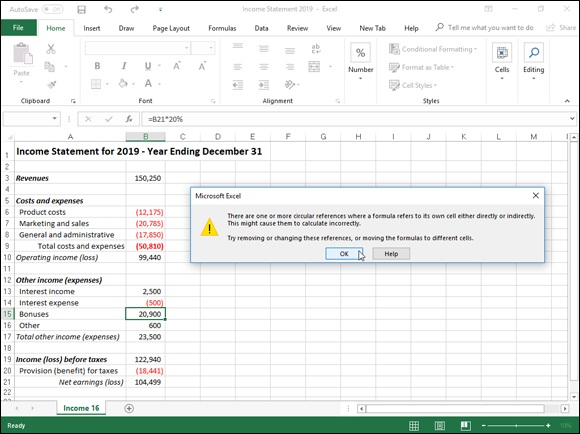 AutoSave Off
Income Statement 2019 - Excel
File Home Insert Draw Page Layout Formulas Data Review View New Tab Help Tell me what you want to do Share
Paste
B I U
A A
ab
%
Number
Conditional Formatting
Format as Table
Cell Styles
Cells
Editing
Clipboard Font Alignment Styles
fx =B21*20%
A B C D E F G H I J K L M
1 Income Statement for 2019 - Year Ending December 31
2
3 Revenues 150,250
4
5 Costs and expenses
6 Product costs (12,175)
7 Marketing and sales (20,785)
8 General and administrative (17,850)
9 Total costs and expenses (50,810)
10 Operating income (loss) 99,440
11
12 Other income (expenses)
13 Interest income 2,500
14 Interest expense (500)
15 Bonuses 20,900
16 Other 600
17 Total other income (expenses) 23,500
18
19 Income (loss) before taxes 122,940
20 Provision (benefit) for taxes (18,441)
21 Net earnings (loss) 104,499
22
Microsoft Excel
There are one or more circular references where a formula refers to its own cell either directly or indirectly.
This might cause them to calculate incorrectly.
Try removing or changing these references, or moving the formulas to different cells.
OK Help
Income 16
Ready